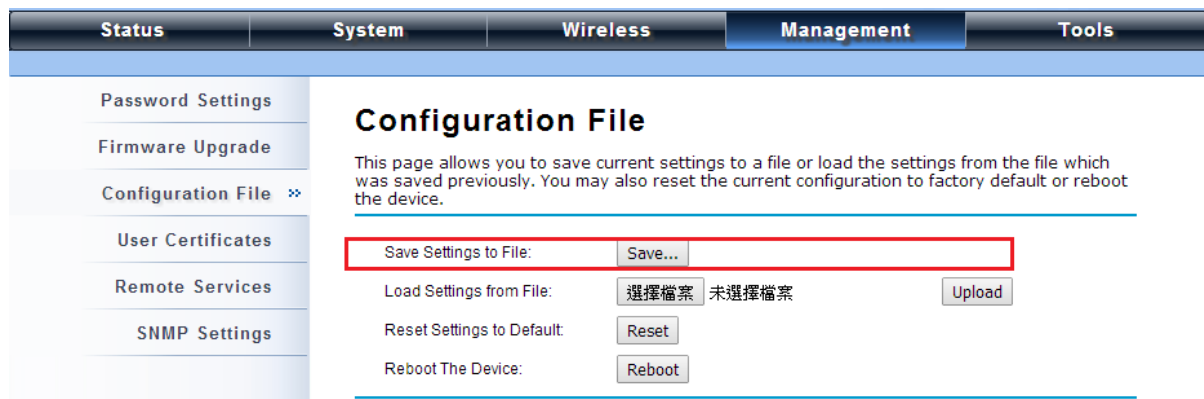 Status System Wireless Management Tools
Password Settings
Firmware Upgrade
Configuration File »
User Certificates
Remote Services
SNMP Settings
Configuration File
This page allows you to save current settings to a file or load the settings from the file which
was saved previously. You may also reset the current configuration to factory default or reboot
the device.
Save Settings to File: Save...
Load Settings from File: 選擇檔案 未選擇檔案 Upload
Reset Settings to Default: Reset
Reboot The Device: Reboot